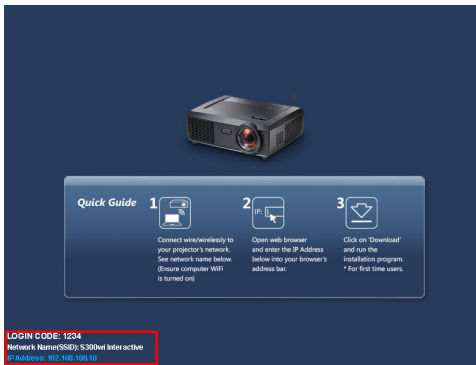 Quick Guide
1
2
IP:
3
Connect wire/wirelessly to
your projector's network.
See network name below.
(Ensure computer WiFi
is turned on)
Open web browser
and enter the IP Address
below into your browser's
address bar.
Click on 'Download'
and run the
installation program.
* For first time users.
LOGIN CODE: 1234
Network Name(SSID): S300wi Interactive
IP Address: 192.168.100.10